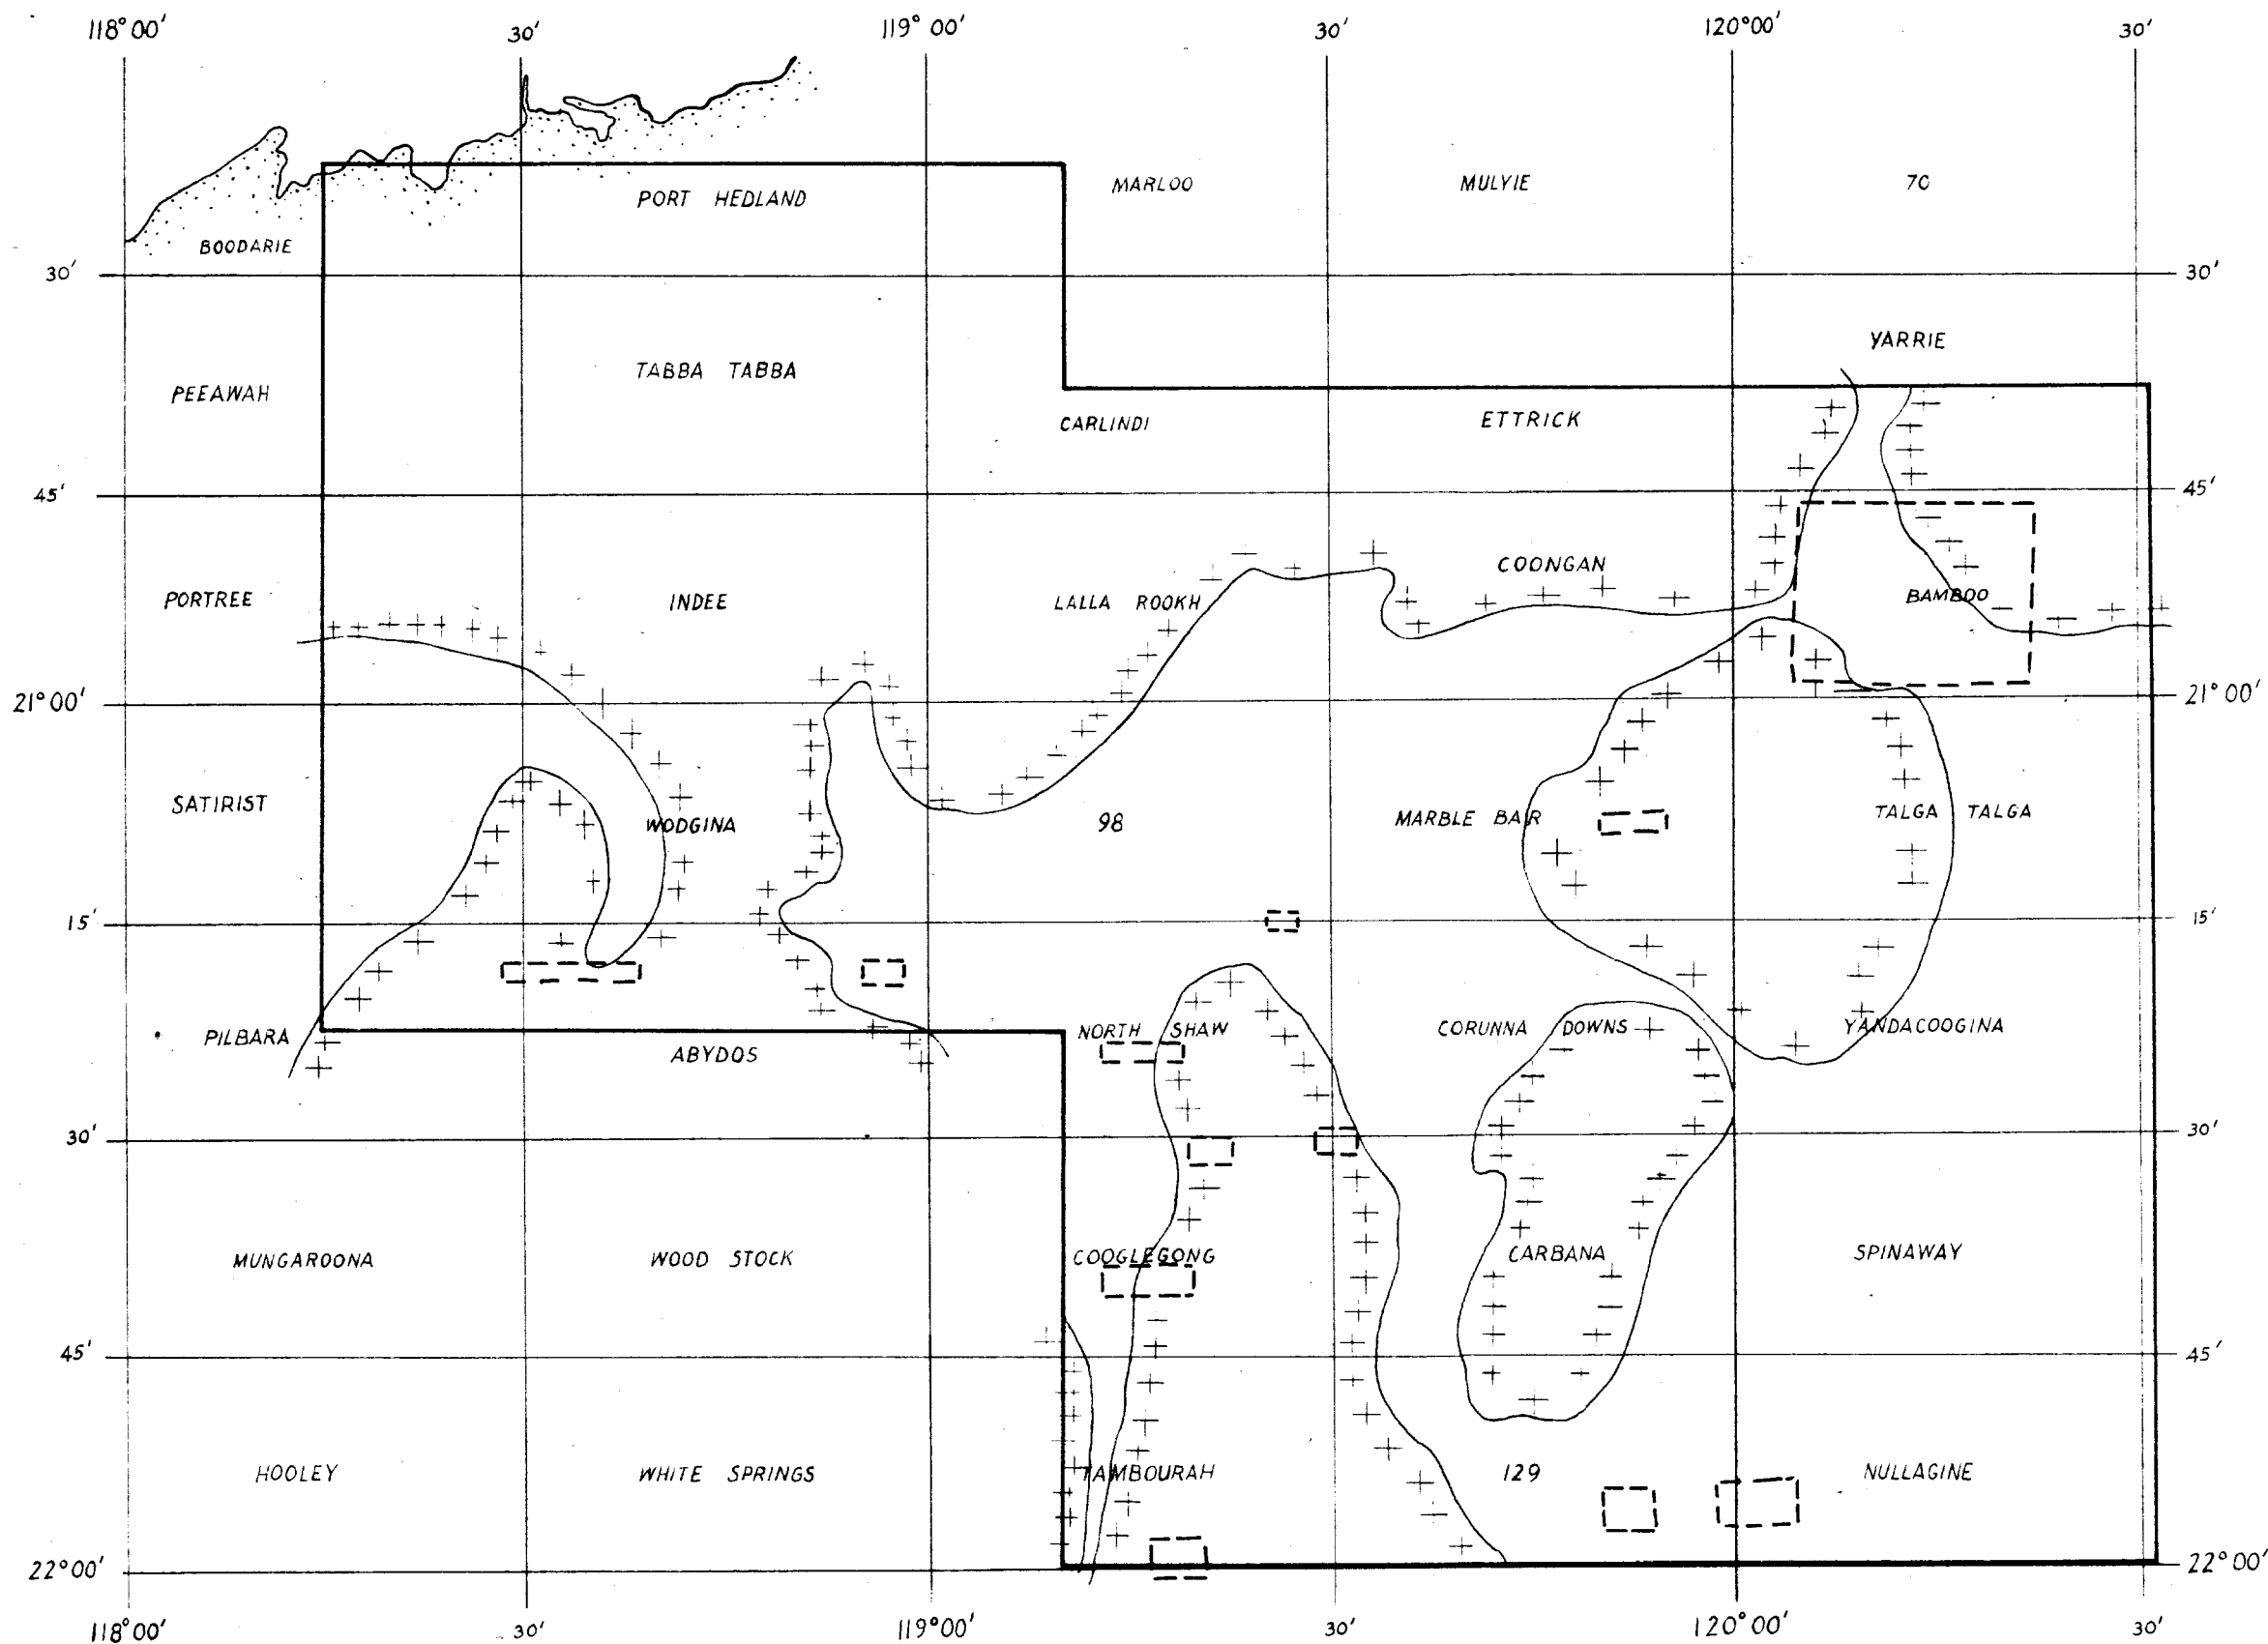 118° 00′ 30′ 119° 00′ 30′ 120° 00′ 30′
MARLOO MULYIE 70
PORT HEDLAND
BOODARIE
30′ 30′
YARRIE
TABBA TABBA
PEEAWAH
CARLINDI ETTRICK
45′ 45′
COONGAN
BAMBOO
PORTREE INDEE LALLA ROOKH
21° 00′ 21° 00′
SATIRIST
WODGINA 98 MARBLE BAR TALGA TALGA
15′ 15′
PILBARA NORTH SHAW CORUNNA DOWNS YANDACOOGINA
ABYDOS
30′ 30′
MUNGAROONA WOOD STOCK COOGLEGONG CARBANA SPINAWAY
45′ 45′
HOOLEY WHITE SPRINGS TAMBOURAH 129 NULLAGINE
22° 00′ 22° 00′
118° 00′ 30′ 119° 00′ 30′ 120° 00′ 30′